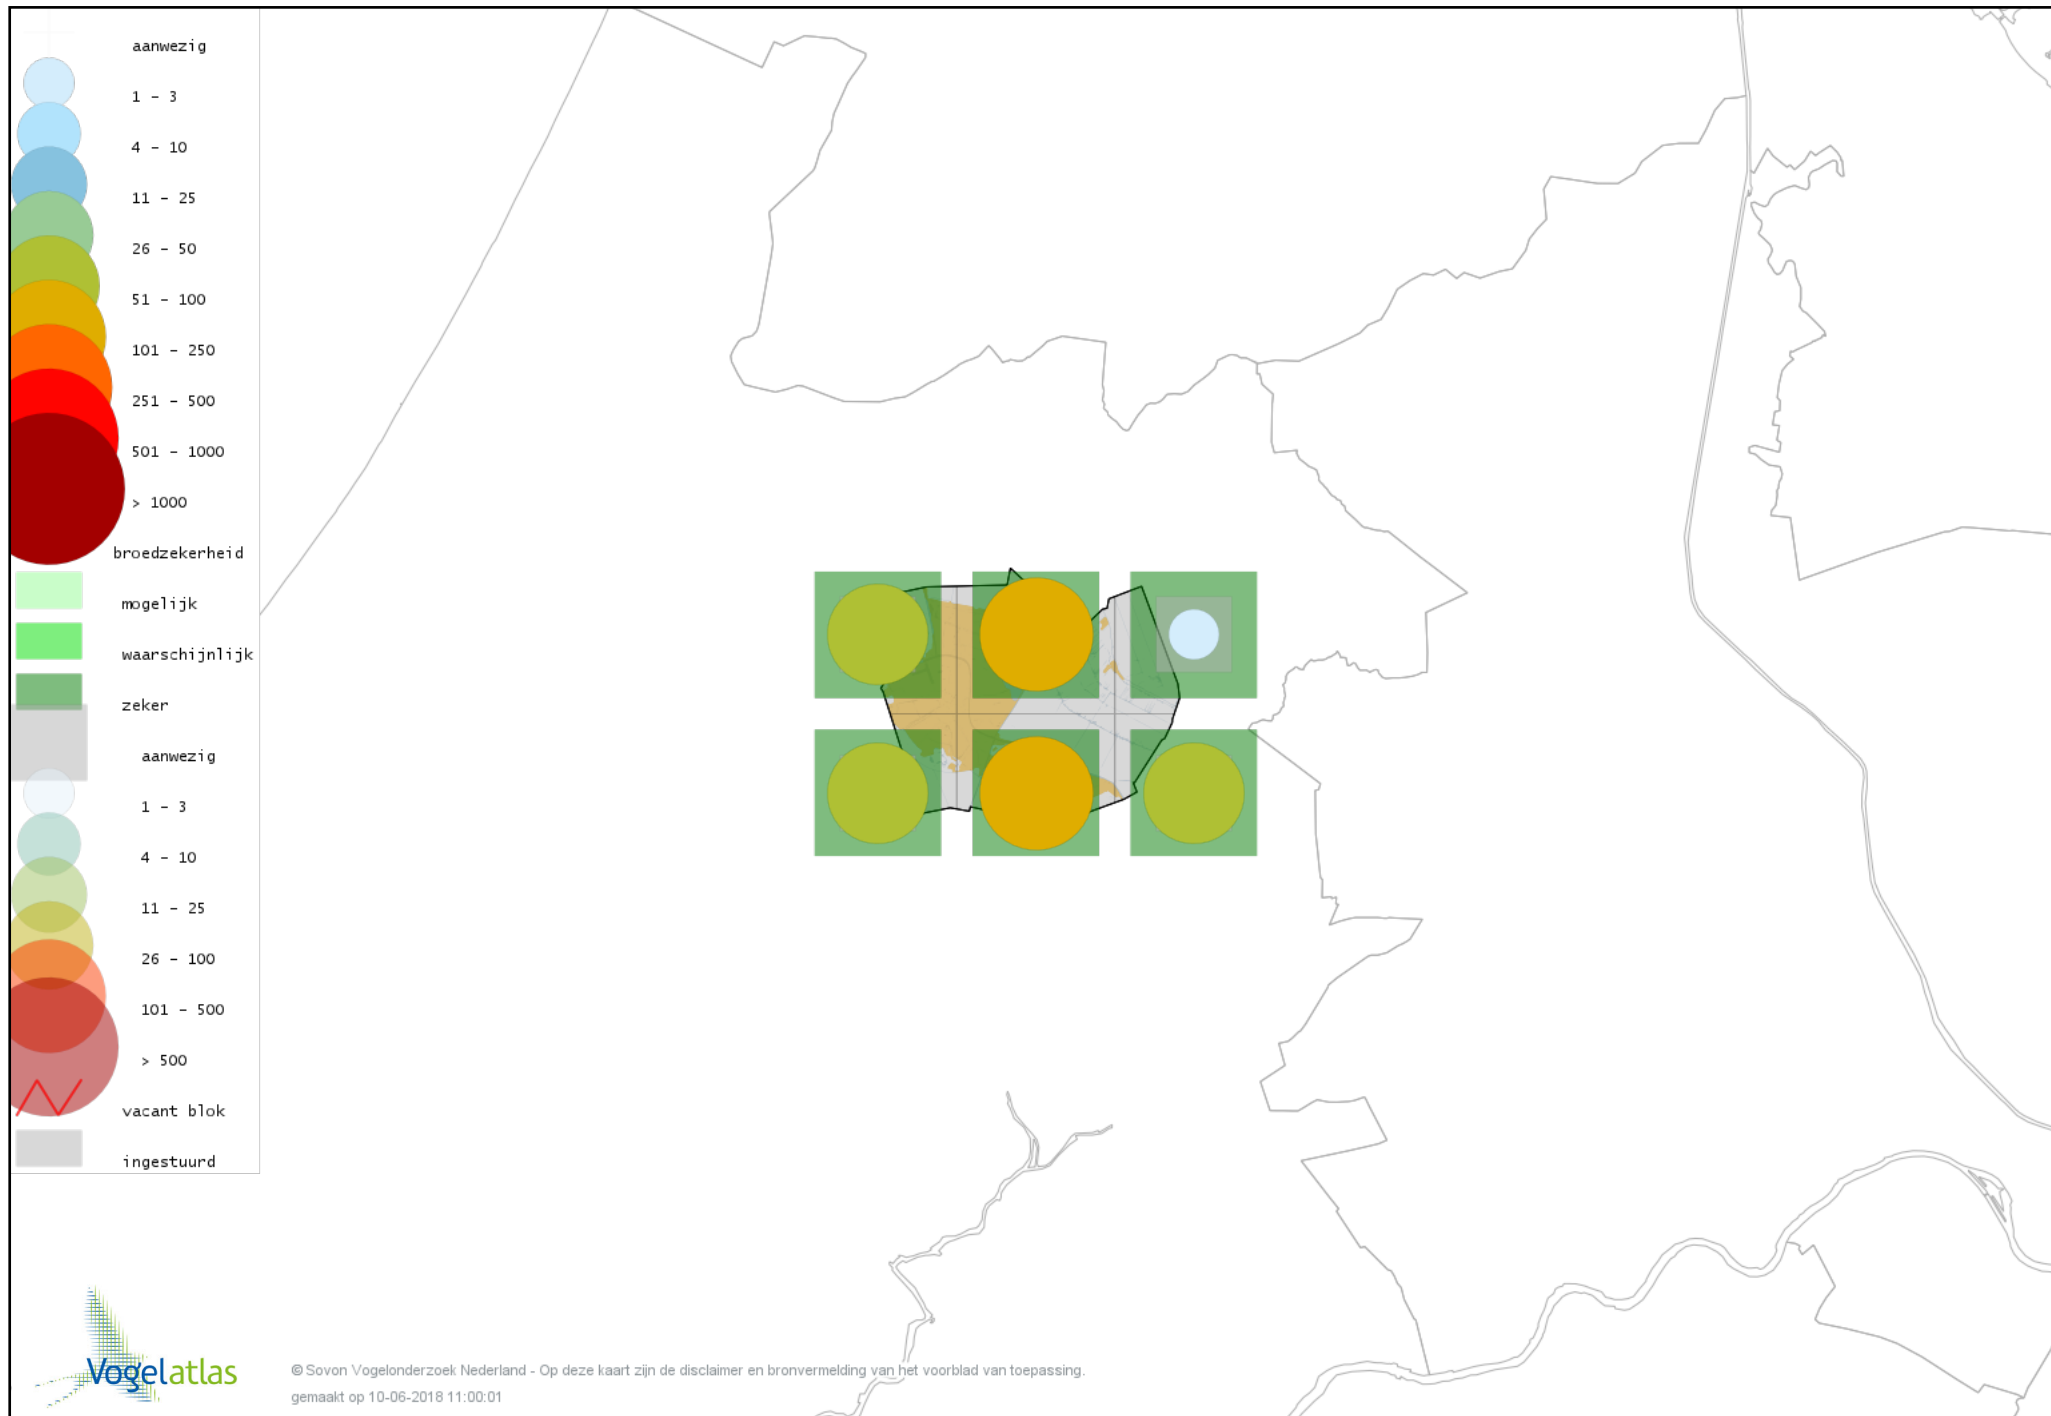 aanwezig
1 - 3
4 - 10
11 - 25
26 - 50
51 - 100
101 - 250
251 - 500
501 - 1000
> 1000
broedzekerheid
mogelijk
waarschijnlijk
zeker
aanwezig
1 - 3
4 - 10
11 - 25
26 - 100
101 - 500
> 500
vacant blok
ingestuurd
Vogelatlas
© Sovon Vogelonderzoek Nederland - Op deze kaart zijn de disclaimer en bronvermelding van het voorblad van toepassing.
gemaakt op 10-06-2018 11:00:01